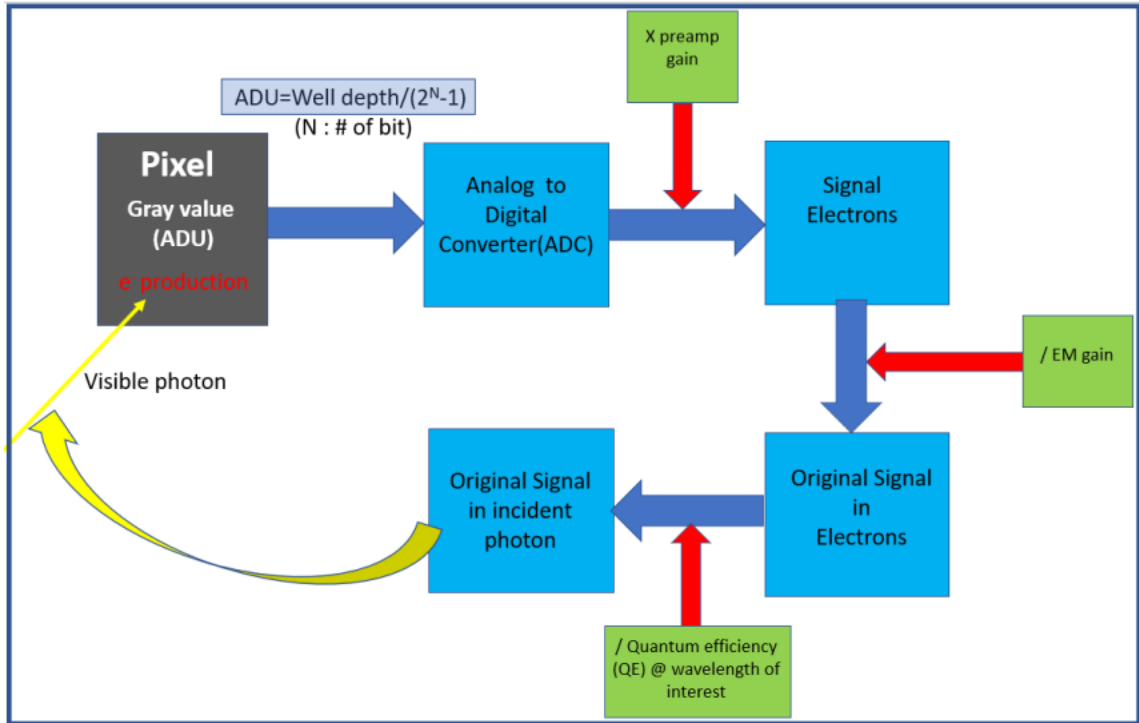 X preamp
gain
ADU=Well depth/(2ᴺ-1)
(N : # of bit)
Pixel
Gray value
(ADU)
e⁻ production
Analog to
Digital
Converter(ADC)
Signal
Electrons
/ EM gain
Visible photon
Original Signal
in incident
photon
Original Signal
in
Electrons
/ Quantum efficiency
(QE) @ wavelength of
interest